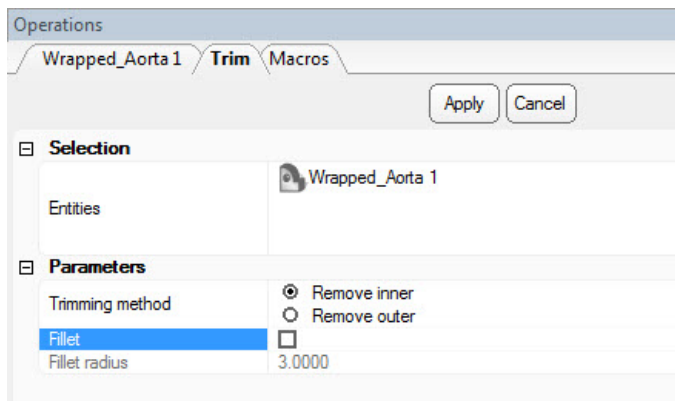 Operations
Wrapped_Aorta 1 Trim Macros
Apply Cancel
Selection
Entities Wrapped_Aorta 1
Parameters
Trimming method Remove inner
Remove outer
Fillet
Fillet radius 3.0000